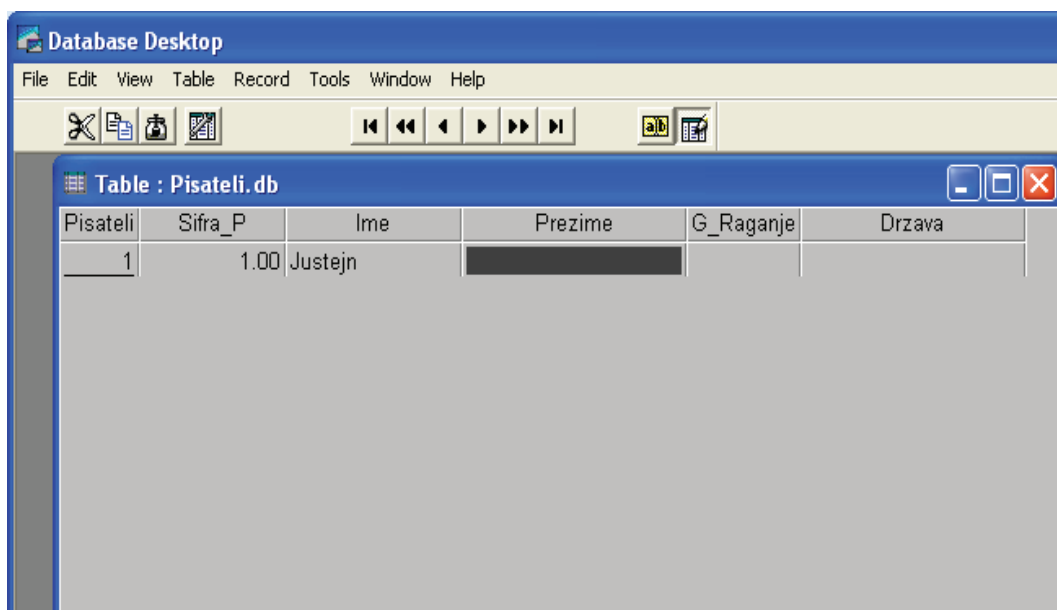 Database Desktop
File Edit View Table Record Tools Window Help
ab
Table : Pisateli.db
Pisateli Sifra_P Ime Prezime G_Raganje Drzava
1 1.00 Justejn